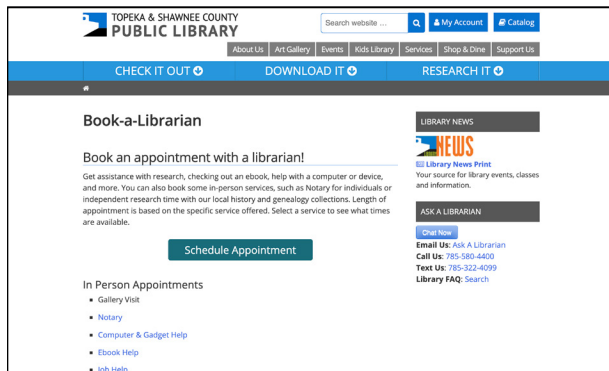 TOPEKA & SHAWNEE COUNTY
PUBLIC LIBRARY
Search website ...
My Account
Catalog
About Us
Art Gallery
Events
Kids Library
Services
Shop & Dine
Support Us
CHECK IT OUT
DOWNLOAD IT
RESEARCH IT
Book-a-Librarian
Book an appointment with a librarian!
Get assistance with research, checking out an ebook, help with a computer or device,
and more. You can also book some in-person services, such as Notary for individuals or
independent research time with our local history and genealogy collections. Length of
appointment is based on the specific service offered. Select a service to see what times
are available.
Schedule Appointment
In Person Appointments
Gallery Visit
Notary
Computer & Gadget Help
Ebook Help
Job Help
LIBRARY NEWS
NEWS
Library News Print
Your source for library events, classes
and information.
ASK A LIBRARIAN
Chat Now
Email Us: Ask A Librarian
Call Us: 785-580-4400
Text Us: 785-322-4099
Library FAQ: Search